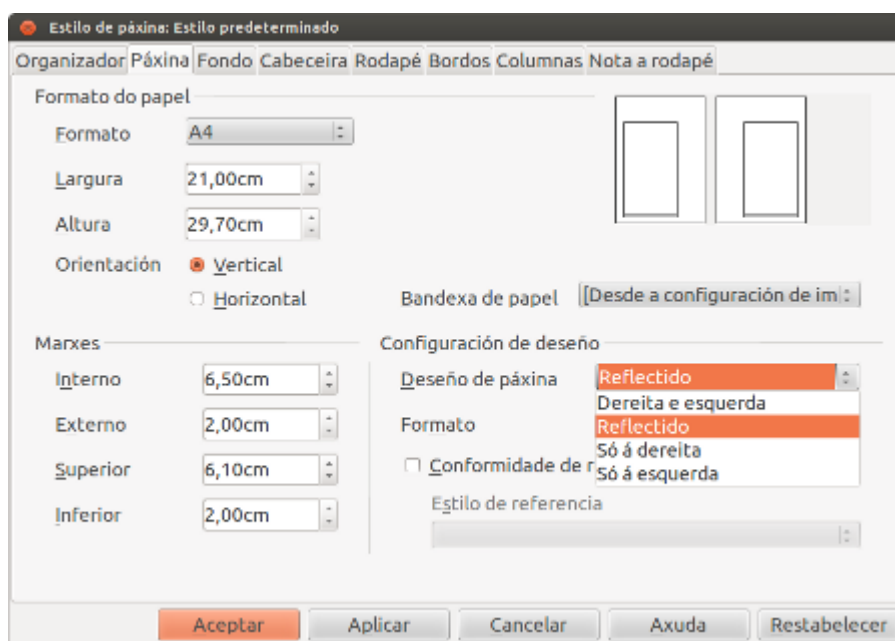 Estilo de páxina: Estilo predeterminado
Organizador Páxina Fondo Cabeceira Rodapé Bordos Columnas Nota a rodapé
Formato do papel
Formato A4
Largura 21,00cm
Altura 29,70cm
Orientación Vertical
Horizontal
Bandexa de papel [Desde a configuración de im
Marxes
Interno 6,50cm
Externo 2,00cm
Superior 6,10cm
Inferior 2,00cm
Configuración de deseño
Deseño de páxina Reflectido
Dereita e esquerda
Formato Reflectido
Só á dereita
Conformidade de r
Só á esquerda
Estilo de referencia
Aceptar Aplicar Cancelar Axuda Restabelecer